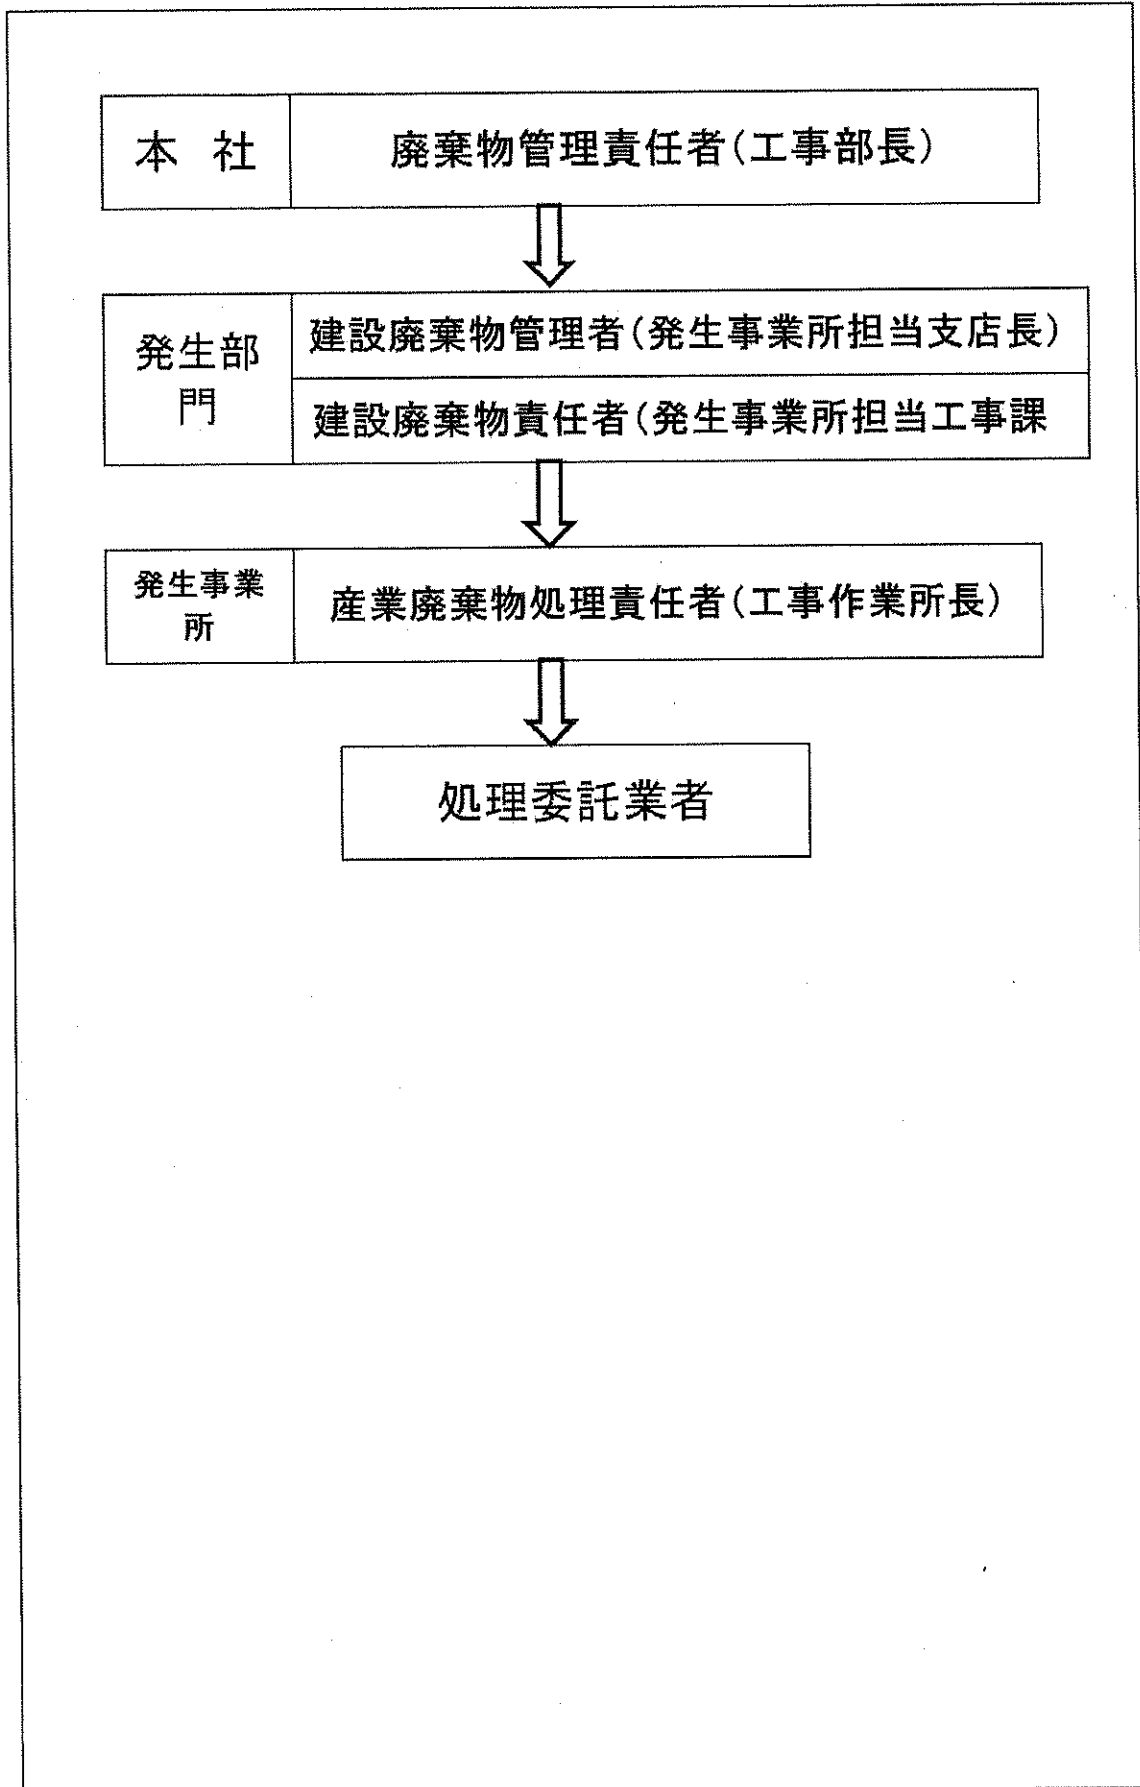 本 社
廃棄物管理責任者(工事部長)
発生部
門
建設廃棄物管理者(発生事業所担当支店長)
建設廃棄物責任者(発生事業所担当工事課
発生事業
所
産業廃棄物処理責任者(工事作業所長)
処理委託業者